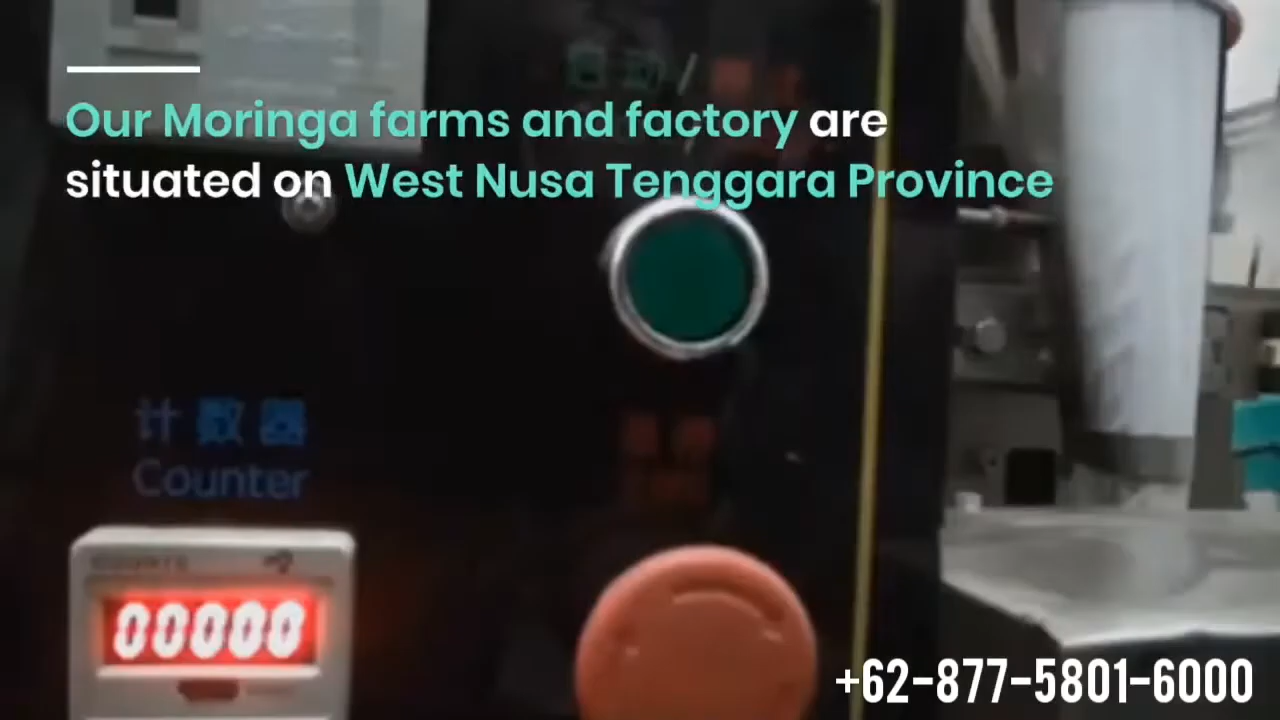 Our Moringa farms and factory are
situated on West Nusa Tenggara Province
计数器
Counter
00000
+62-877-5801-6000